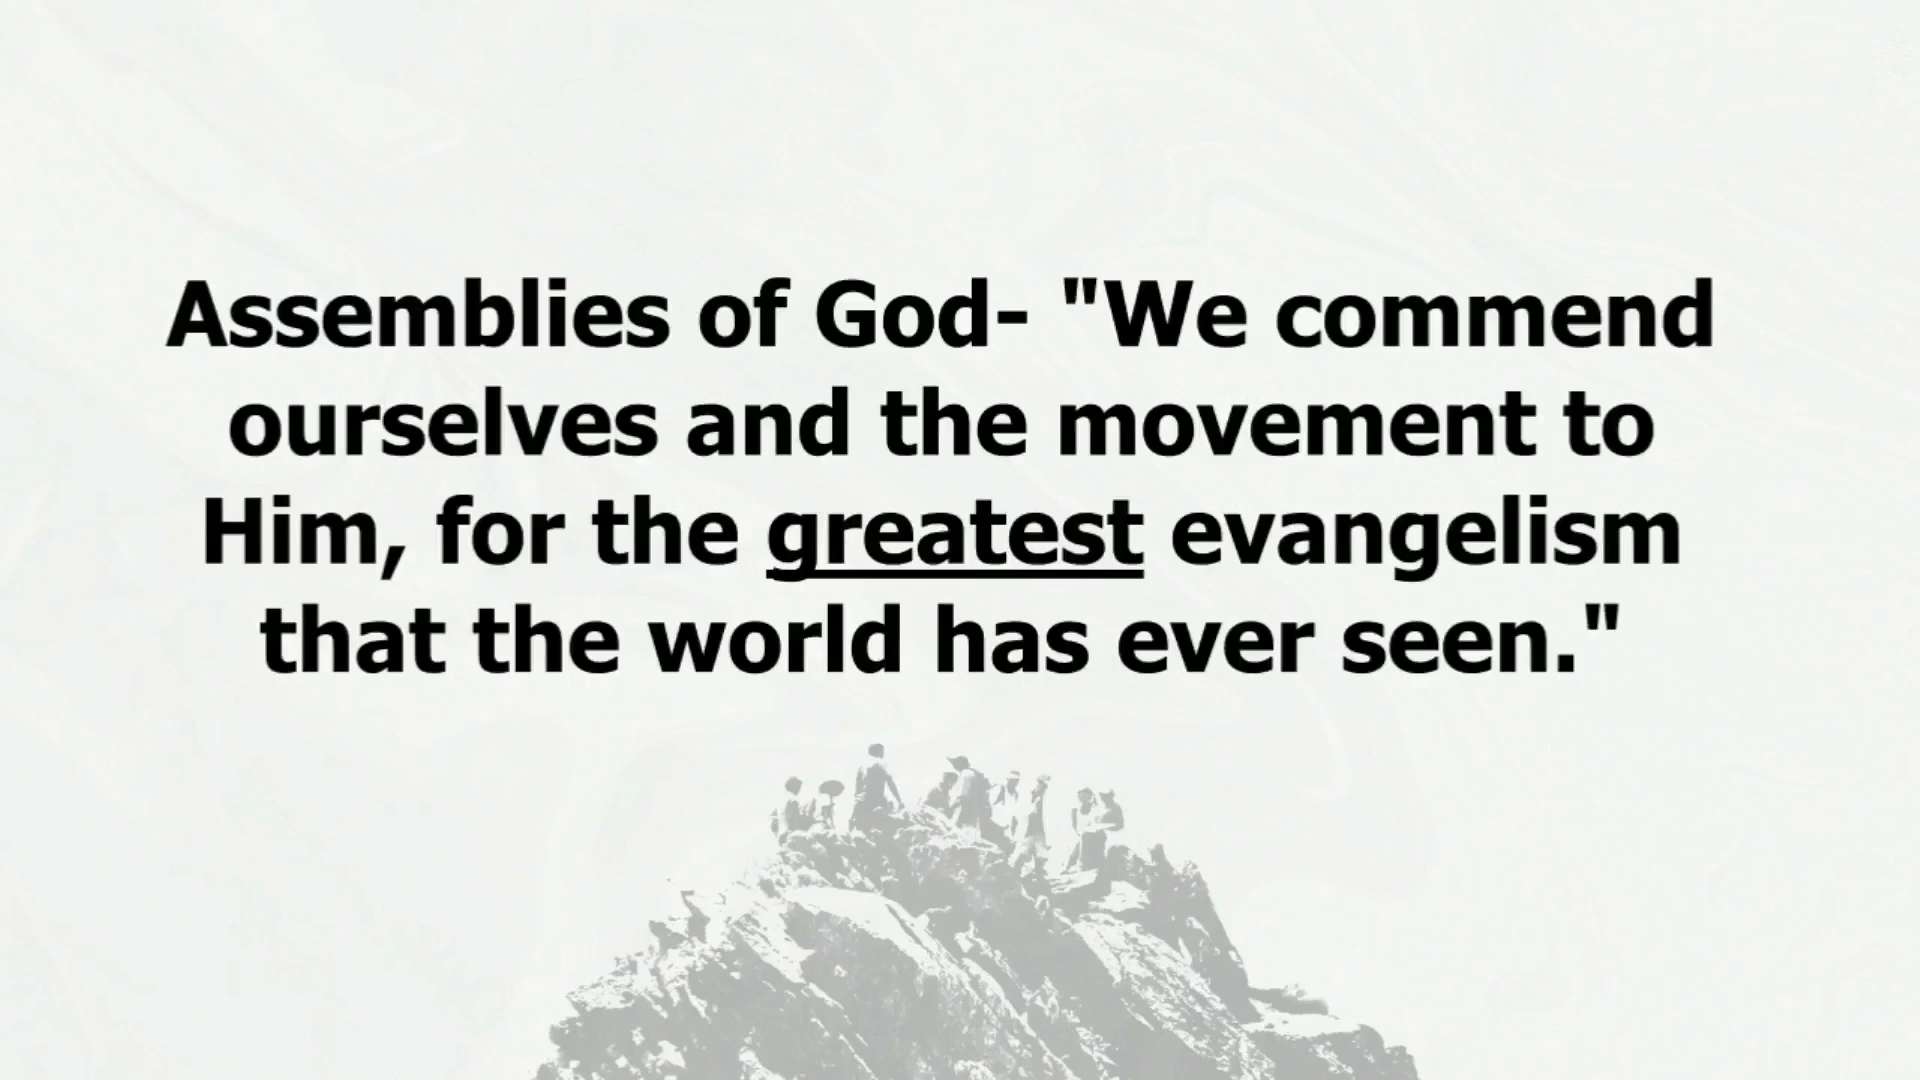 Assemblies of God- "We commend
ourselves and the movement to
Him, for the greatest evangelism
that the world has ever seen."